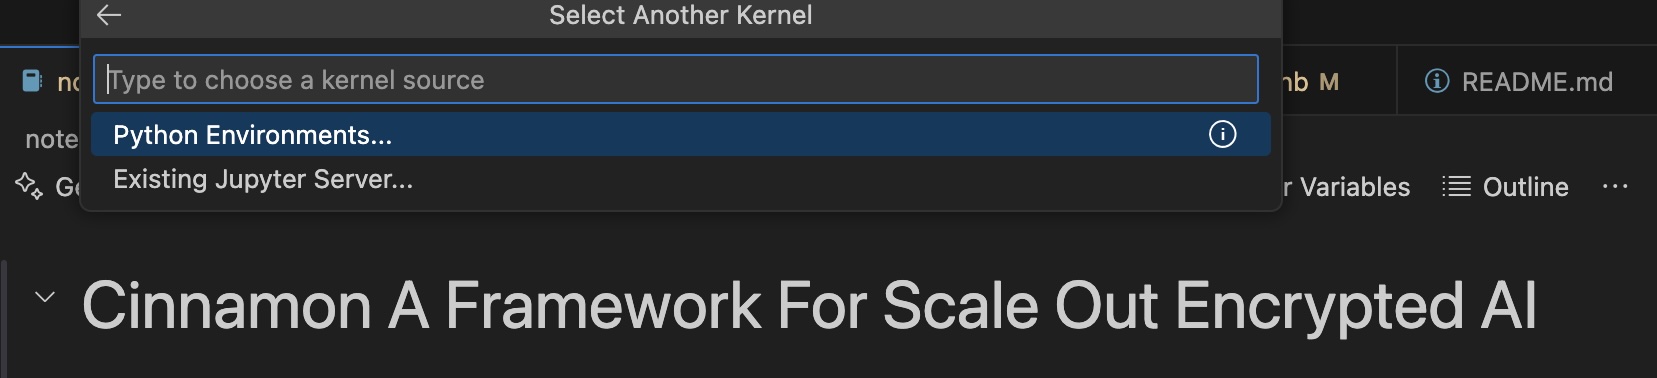 Select Another Kernel
Type to choose a kernel source
M
README.md
Python Environments...
Existing Jupyter Server...
Variables
Outline
Cinnamon A Framework For Scale Out Encrypted AI